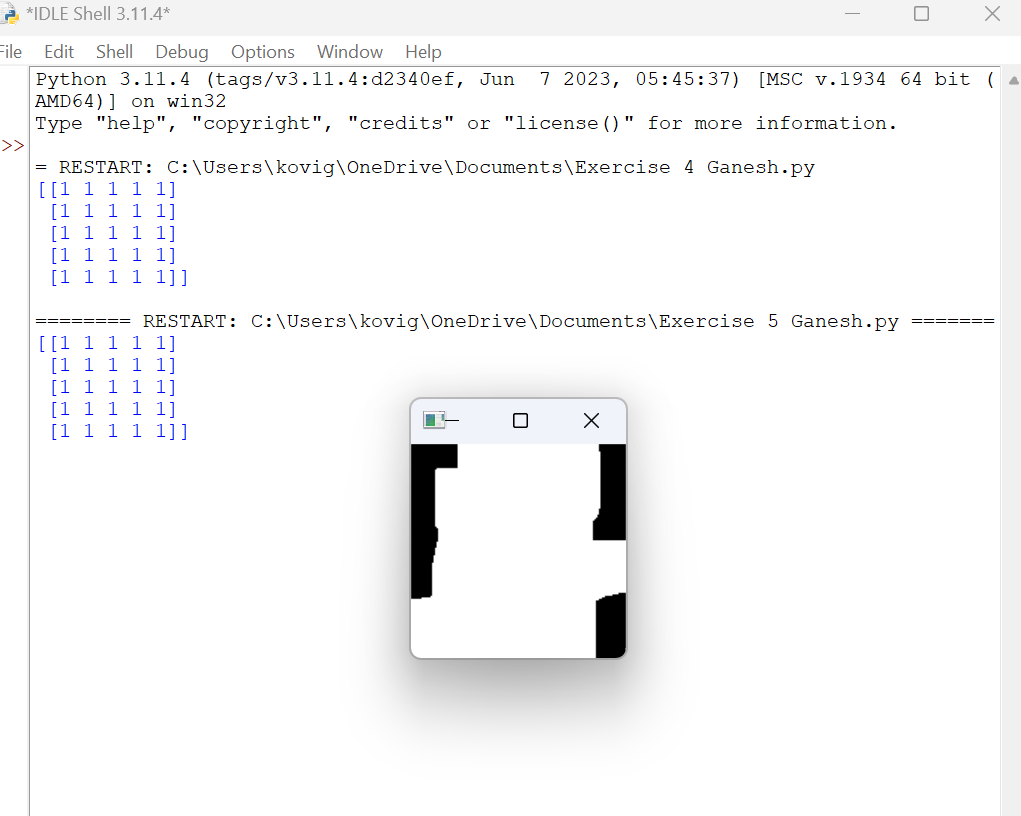 *IDLE Shell 3.11.4*
File Edit Shell Debug Options Window Help
Python 3.11.4 (tags/v3.11.4:d2340ef, Jun  7 2023, 05:45:37) [MSC v.1934 64 bit (
AMD64)] on win32
Type "help", "copyright", "credits" or "license()" for more information.
>>
= RESTART: C:\Users\kovig\OneDrive\Documents\Exercise 4 Ganesh.py
[[1 1 1 1 1]
 [1 1 1 1 1]
 [1 1 1 1 1]
 [1 1 1 1 1]
 [1 1 1 1 1]]
======== RESTART: C:\Users\kovig\OneDrive\Documents\Exercise 5 Ganesh.py =======
[[1 1 1 1 1]
 [1 1 1 1 1]
 [1 1 1 1 1]
 [1 1 1 1 1]
 [1 1 1 1 1]]